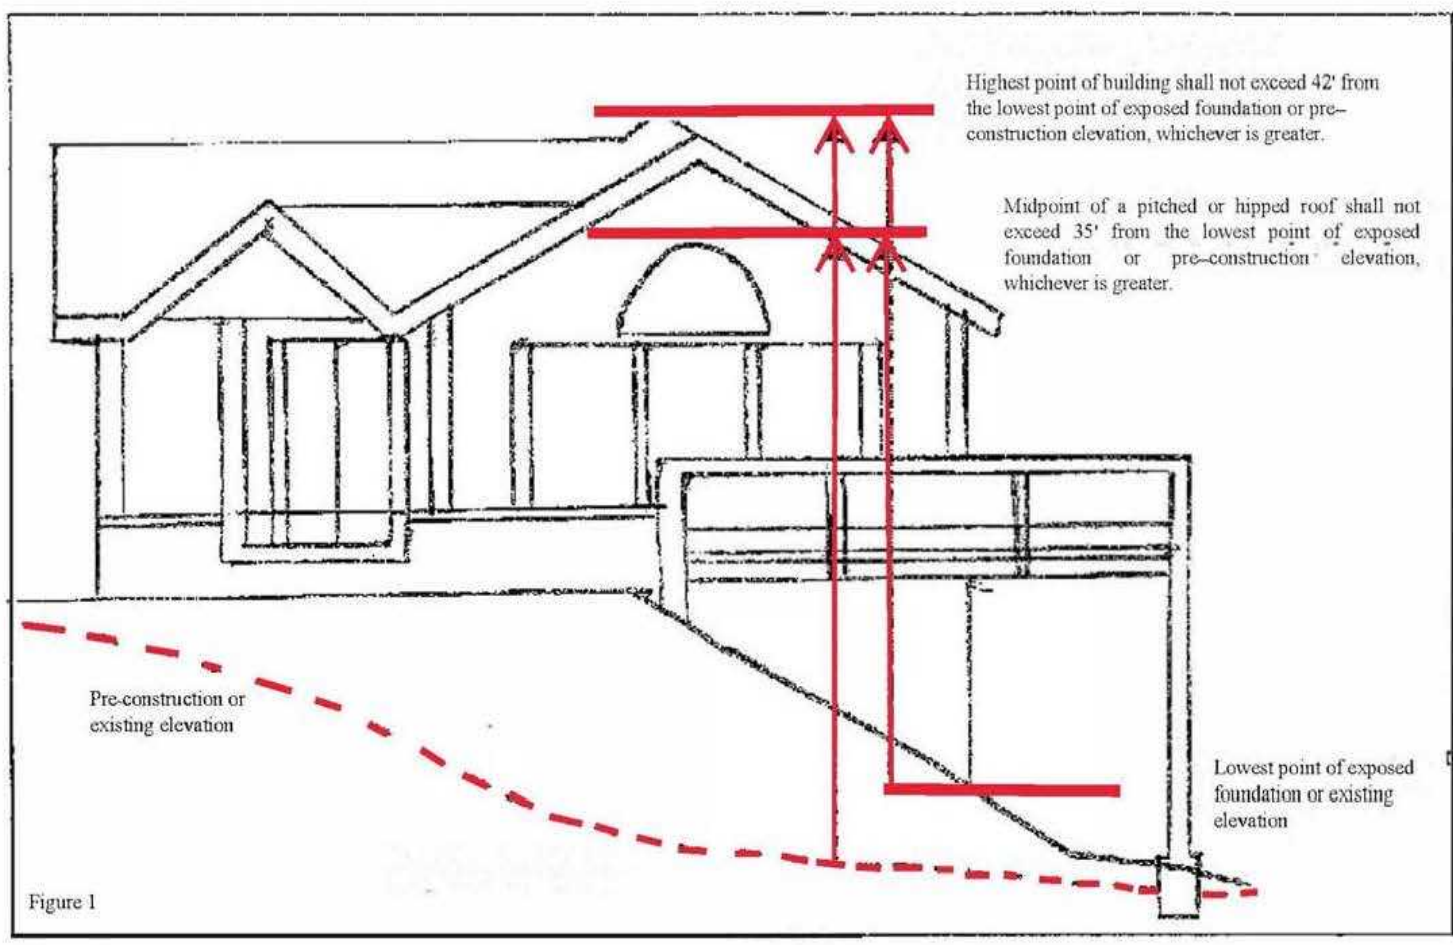 Highest point of building shall not exceed 42' from
the lowest point of exposed foundation or pre–
construction elevation, whichever is greater.
Midpoint of a pitched or hipped roof shall not
exceed 35' from the lowest point of exposed
foundation or pre–construction elevation,
whichever is greater.
Pre-construction or
existing elevation
Lowest point of exposed
foundation or existing
elevation
Figure 1